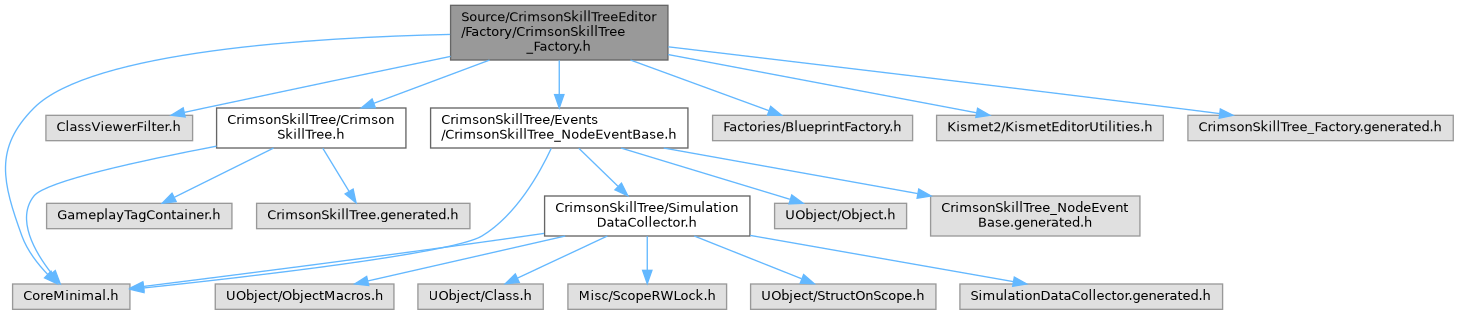 Source/CrimsonSkillTreeEditor
/Factory/CrimsonSkillTree
_Factory.h
ClassViewerFilter.h
CrimsonSkillTree/Crimson
SkillTree.h
CrimsonSkillTree/Events
/CrimsonSkillTree_NodeEventBase.h
Factories/BlueprintFactory.h
Kismet2/KismetEditorUtilities.h
CrimsonSkillTree_Factory.generated.h
GameplayTagContainer.h
CrimsonSkillTree.generated.h
CrimsonSkillTree/Simulation
DataCollector.h
UObject/Object.h
CrimsonSkillTree_NodeEvent
Base.generated.h
CoreMinimal.h
UObject/ObjectMacros.h
UObject/Class.h
Misc/ScopeRWLock.h
UObject/StructOnScope.h
SimulationDataCollector.generated.h